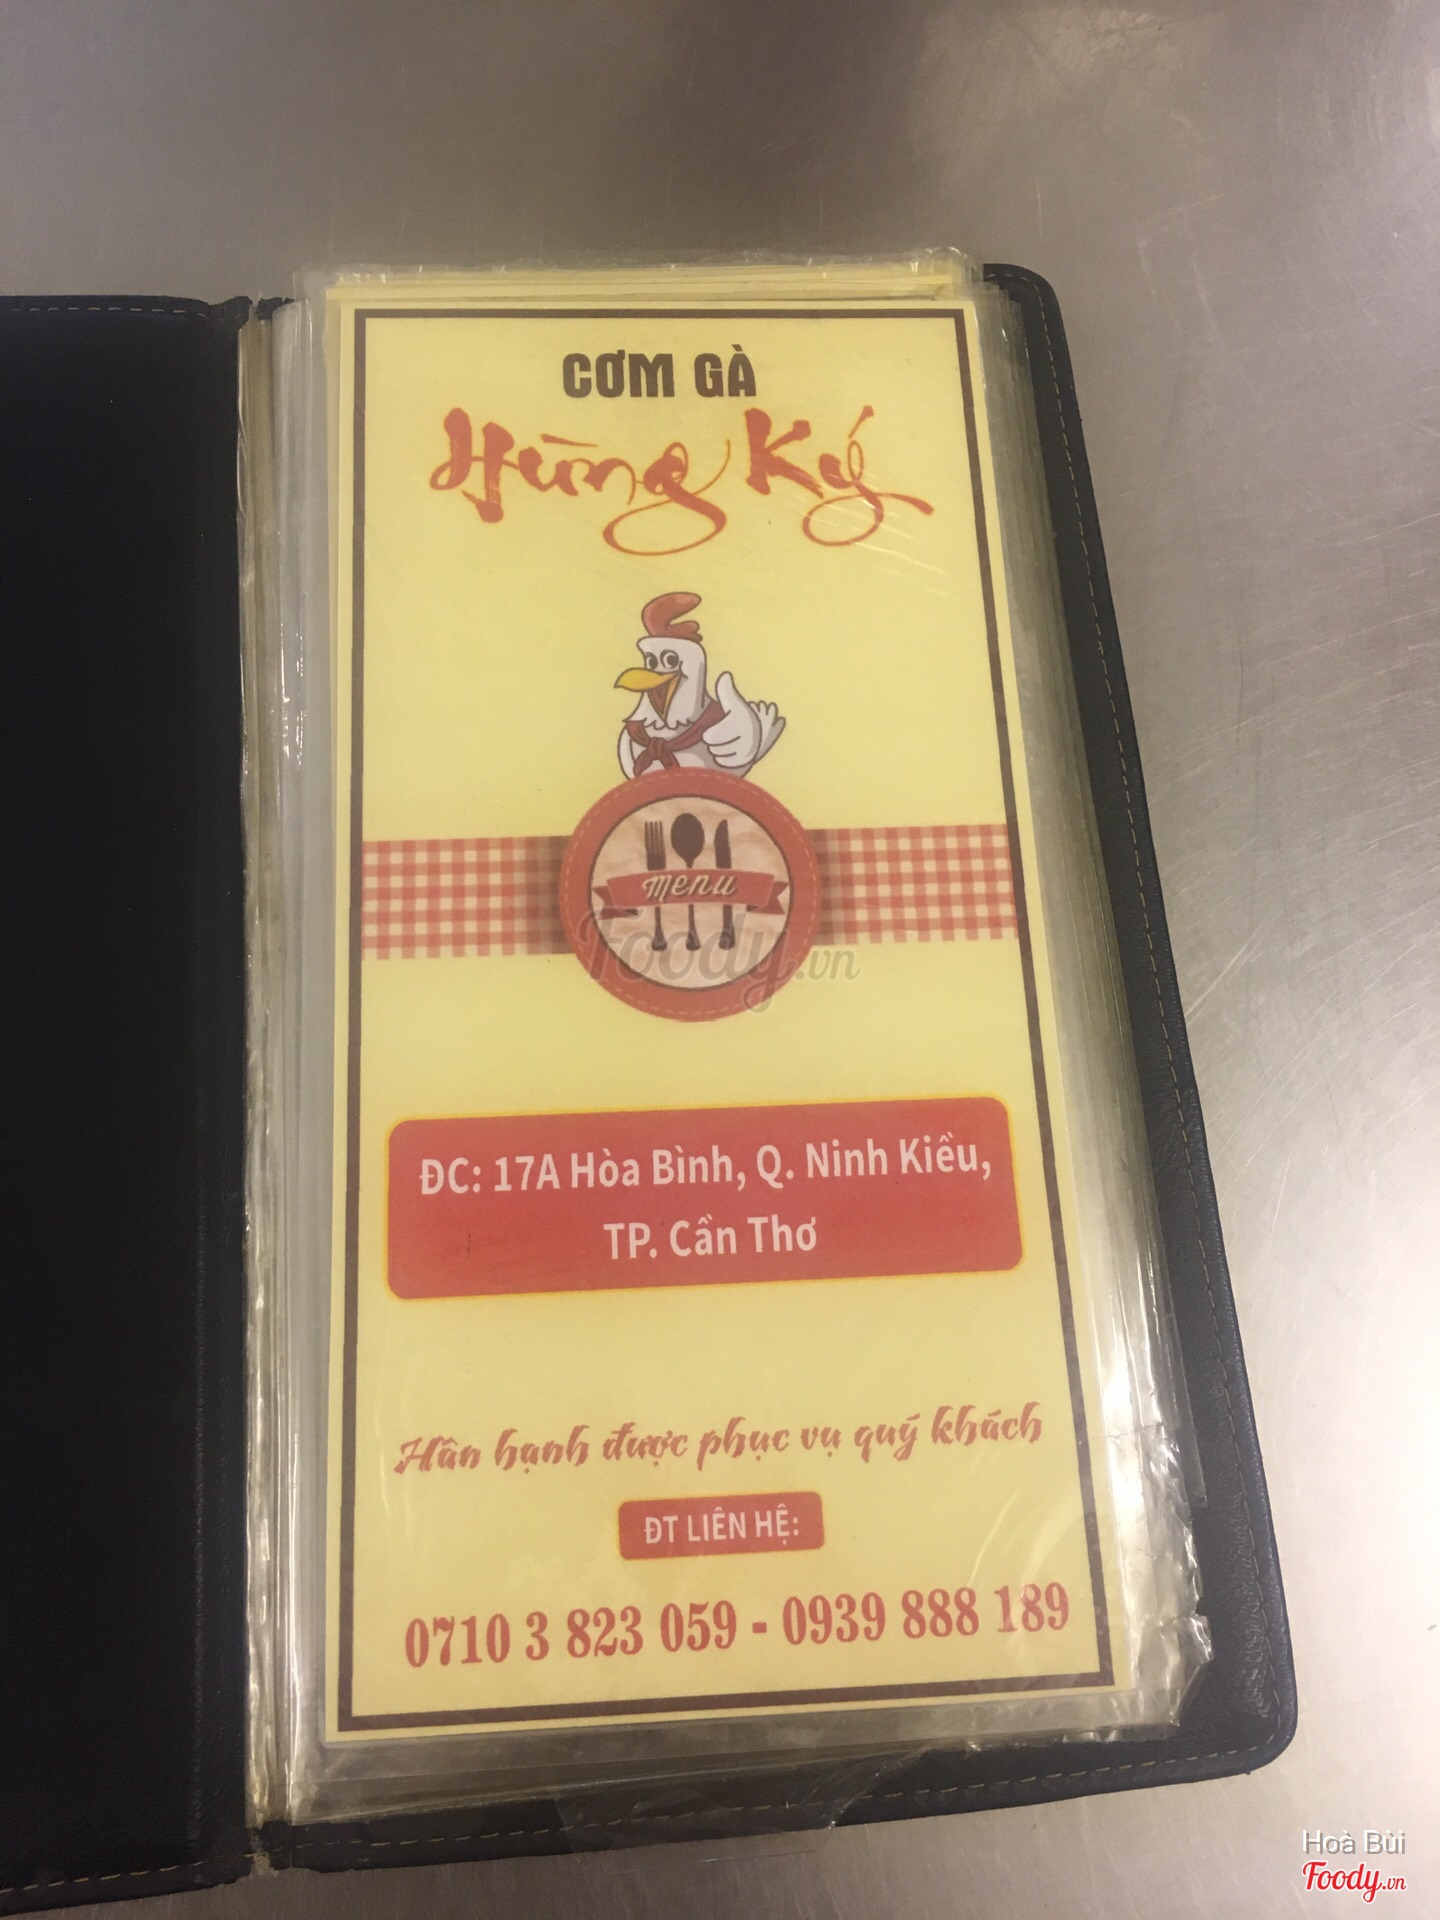 CƠM GÀ
Hùng Ký
menu
Foody.vn
ĐC: 17A Hòa Bình, Q. Ninh Kiều,
TP. Cần Thơ
Hân hạnh được phục vụ quý khách
ĐT LIÊN HỆ:
0710 3 823 059 - 0939 888 189
Hoà Bùi
Foody.vn